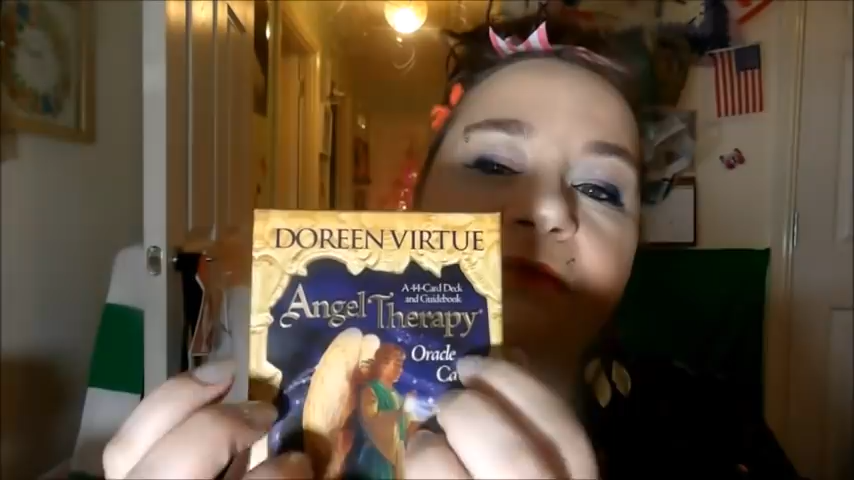 DOREEN VIRTUE
A 44-Card Deck
and Guidebook
Angel Therapy
Oracle